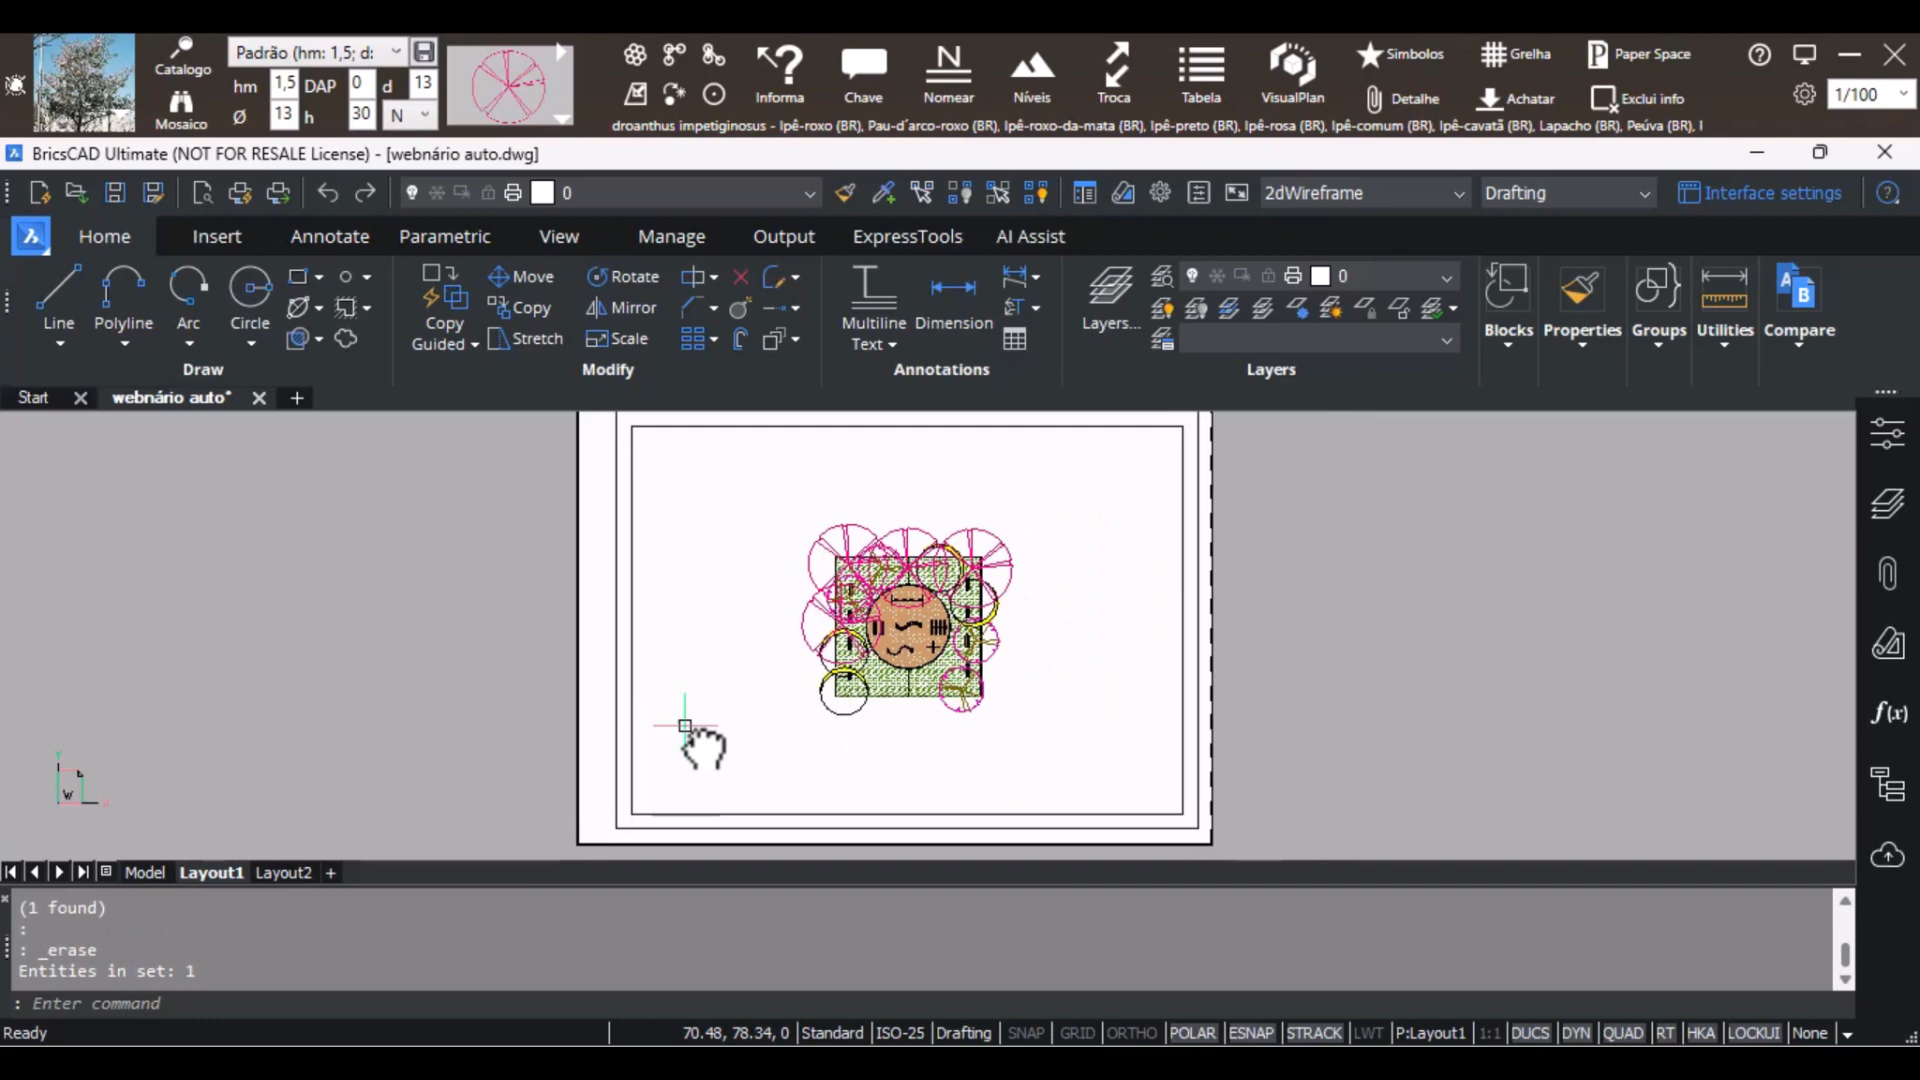 Catalogo
Mosaico
Padrão (hm: 1,5; d:
hm 1,5 DAP 0 d 13
Ø 13 h 30 N
Informa
Chave
Nomear
Níveis
Troca
Tabela
VisualPlan
Simbolos
Detalhe
Grelha
Achatar
Paper Space
Exclui info
1/100
droanthus impetiginosus - Ipê-roxo (BR), Pau-d´arco-roxo (BR), Ipê-roxo-da-mata (BR), Ipê-preto (BR), Ipê-rosa (BR), Ipê-comum (BR), Ipê-cavatã (BR), Lapacho (BR), Peúva (BR), I
BricsCAD Ultimate (NOT FOR RESALE License) - [webnário auto.dwg]
0
2dWireframe
Drafting
Interface settings
Home Insert Annotate Parametric View Manage Output ExpressTools AI Assist
Line
Polyline
Arc
Circle
Draw
Copy
Guided
Move
Copy
Stretch
Rotate
Mirror
Scale
Modify
Multiline
Text
Dimension
Annotations
Layers...
0
Layers
Blocks
Properties
Groups
Utilities
Compare
Start
webnário auto*
Y
W
X
Model Layout1 Layout2 +
(1 found)
:
: _erase
Entities in set: 1
: Enter command
Ready
70.48, 78.34, 0 Standard ISO-25 Drafting SNAP GRID ORTHO POLAR ESNAP STRACK LWT P:Layout1 1:1 DUCS DYN QUAD RT HKA LOCKUI None